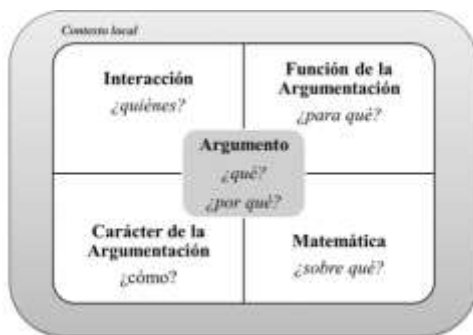 Contexto local
Interacción
¿quiénes?
Función de la
Argumentación
¿para qué?
Argumento
¿qué?
¿por qué?
Carácter de la
Argumentación
¿cómo?
Matemática
¿sobre qué?